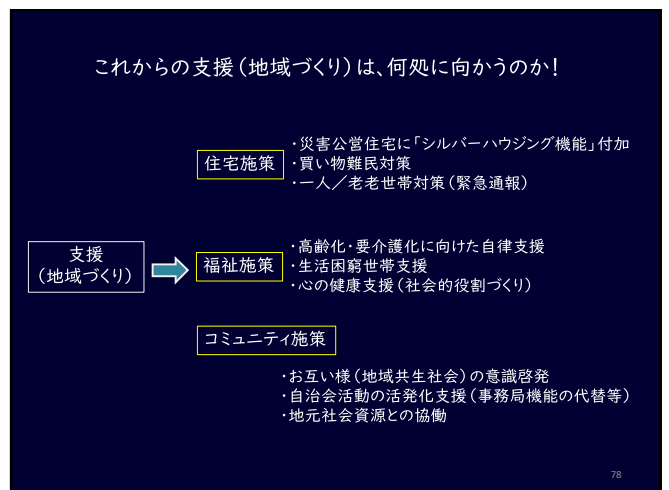 これからの支援（地域づくり）は、何処に向かうのか！
・災害公営住宅に「シルバーハウジング機能」付加
住宅施策
・買い物難民対策
・一人／老老世帯対策（緊急通報）
支援
（地域づくり）
・高齢化・要介護化に向けた自律支援
福祉施策
・生活困窮世帯支援
・心の健康支援（社会的役割づくり）
コミュニティ施策
・お互い様（地域共生社会）の意識啓発
・自治会活動の活発化支援（事務局機能の代替等）
・地元社会資源との協働
78